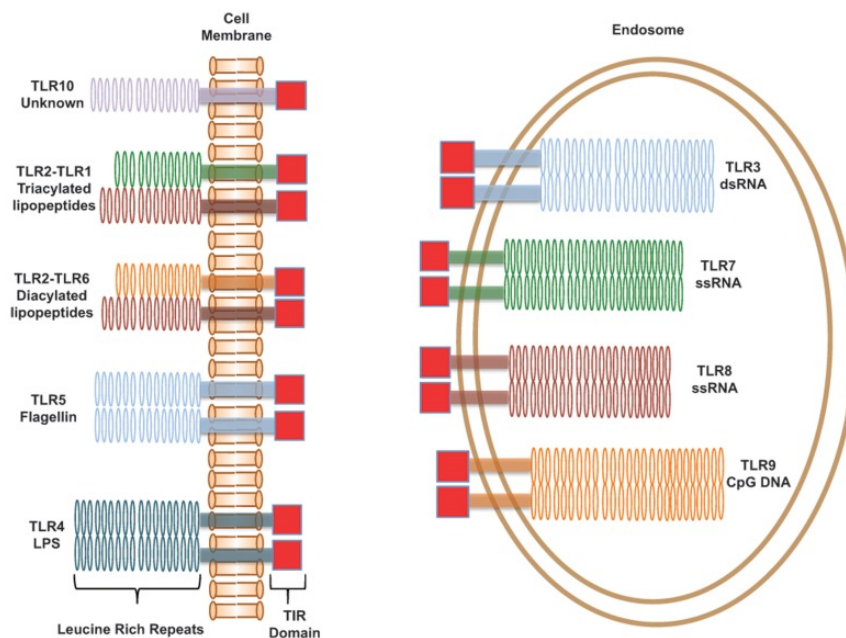 Cell
Membrane
TLR10
Unknown
TLR2-TLR1
Triacylated
lipopeptides
TLR2-TLR6
Diacylated
lipopeptides
TLR5
Flagellin
TLR4
LPS
Leucine Rich Repeats
TIR
Domain
Endosome
TLR3
dsRNA
TLR7
ssRNA
TLR8
ssRNA
TLR9
CpG DNA